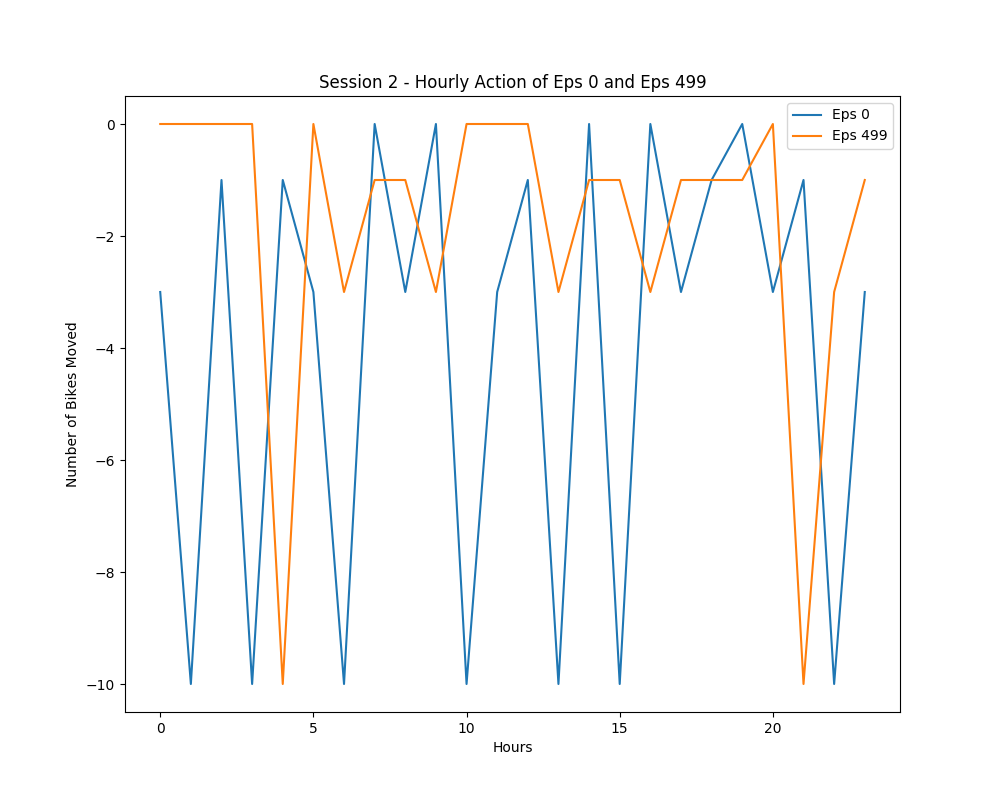 Session 2 - Hourly Action of Eps 0 and Eps 499
Eps 0
Eps 499
0
−2
−4
−6
−8
−10
Number of Bikes Moved
0 5 10 15 20
Hours